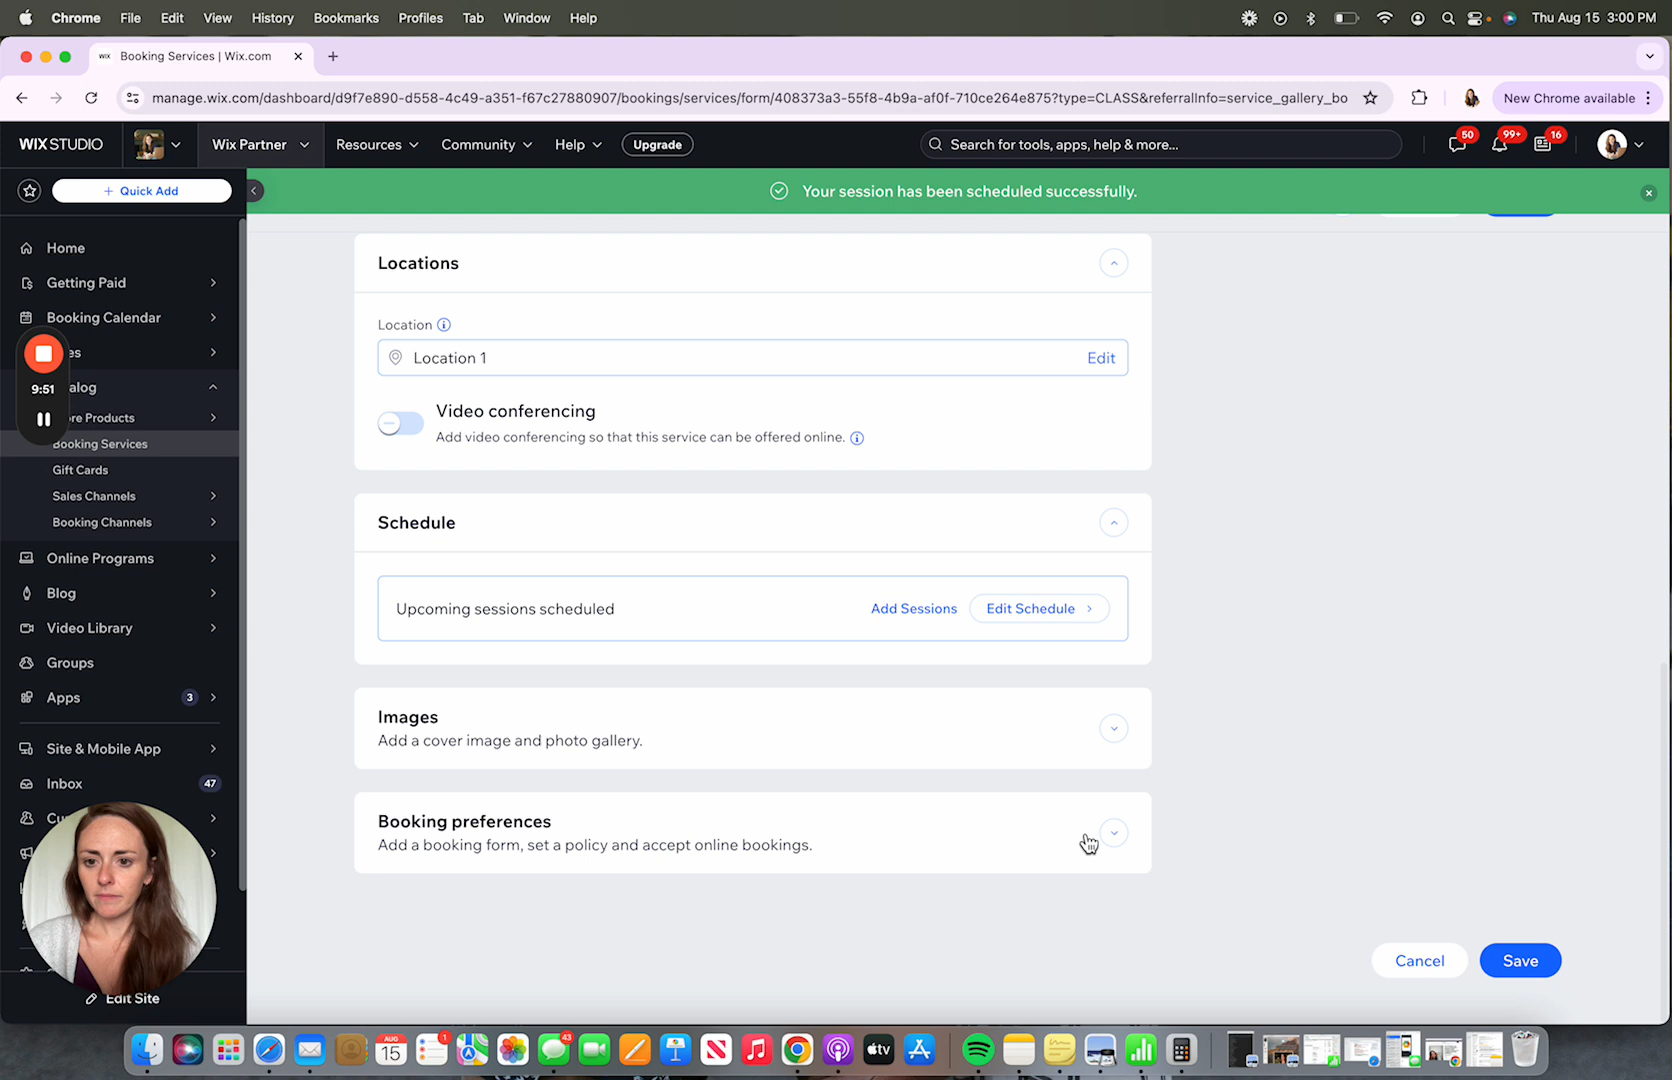 Chrome File Edit View History Bookmarks Profiles Tab Window Help
Thu Aug 15 3:00 PM
WIX Booking Services | Wix.com
manage.wix.com/dashboard/d9f7e890-d558-4c49-a351-f67c27880907/bookings/services/form/408373a3-55f8-4b9a-af0f-710ce264e875?type=CLASS&referralInfo=service_gallery_bo
New Chrome available
WIX STUDIO
Wix Partner
Resources
Community
Help
Upgrade
Search for tools, apps, help & more...
50
99+
16
+ Quick Add
Your session has been scheduled successfully.
Home
Getting Paid
Booking Calendar
es
alog
re Products
Booking Services
Gift Cards
Sales Channels
Booking Channels
Online Programs
Blog
Video Library
Groups
Apps
3
Site & Mobile App
Inbox
47
Cu
Edit Site
9:51
Locations
Location
Location 1
Edit
Video conferencing
Add video conferencing so that this service can be offered online.
Schedule
Upcoming sessions scheduled
Add Sessions
Edit Schedule
Images
Add a cover image and photo gallery.
Booking preferences
Add a booking form, set a policy and accept online bookings.
Cancel
Save
AUG
15
1
43
tv